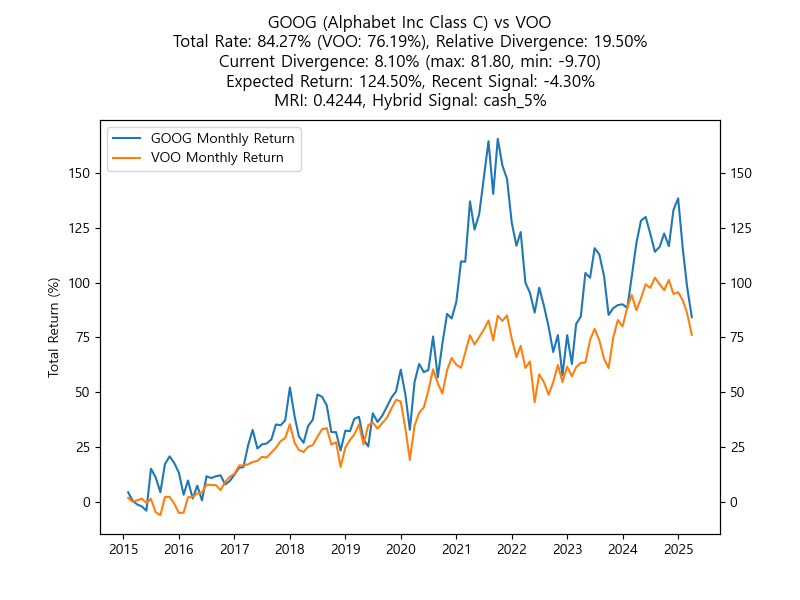 GOOG (Alphabet Inc Class C) vs VOO
Total Rate: 84.27% (VOO: 76.19%), Relative Divergence: 19.50%
Current Divergence: 8.10% (max: 81.80, min: -9.70)
Expected Return: 124.50%, Recent Signal: -4.30%
MRI: 0.4244, Hybrid Signal: cash_5%
GOOG Monthly Return
VOO Monthly Return
Total Return (%)
150
125
100
75
50
25
0
150
125
100
75
50
25
0
2015 2016 2017 2018 2019 2020 2021 2022 2023 2024 2025